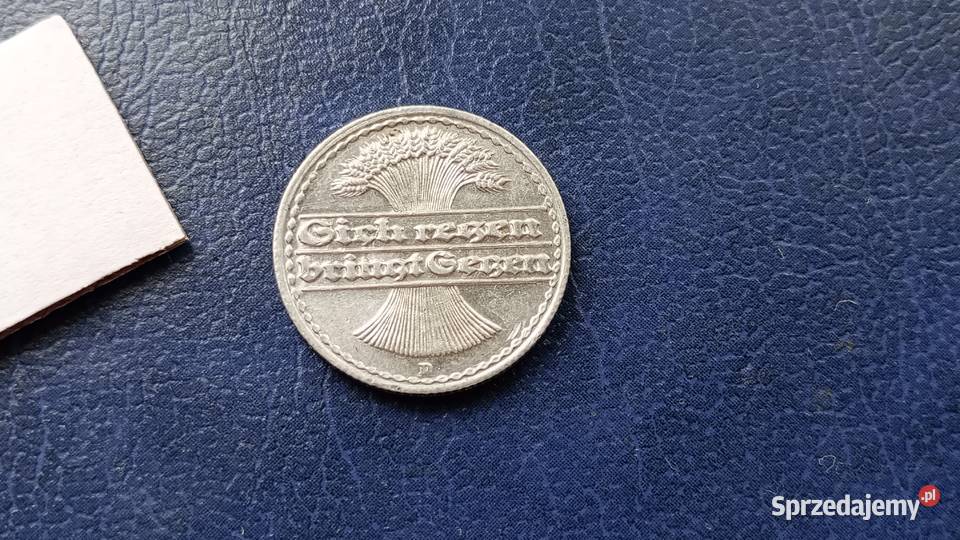 Sich regen
bringt Segen
D
Sprzedajemy.pl